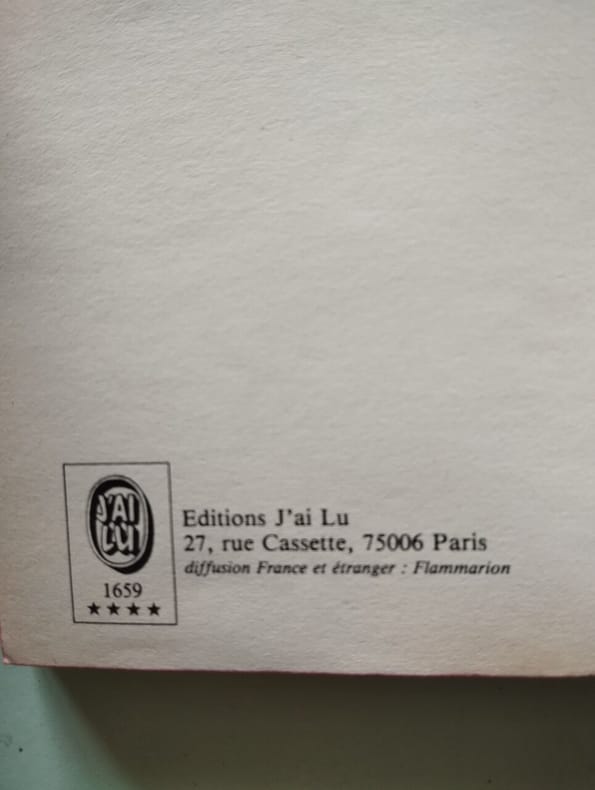 J'AI
LU
1659
★★★★
Editions J'ai Lu
27, rue Cassette, 75006 Paris
diffusion France et étranger : Flammarion